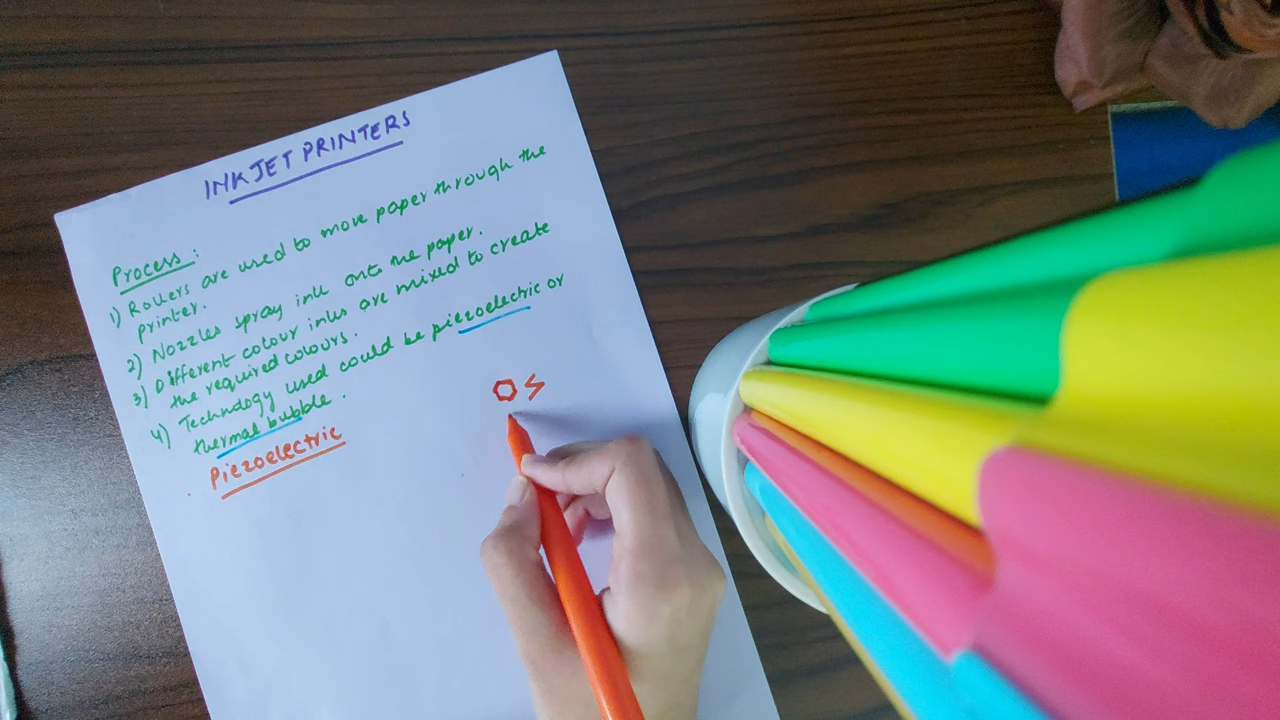 INKJET PRINTERS
Process:
1) Rollers are used to move paper through the
printer.
2) Nozzles spray ink onto the paper.
3) Different colour inks are mixed to create
the required colours.
4) Technology used could be piezoelectric or
thermal bubble.
Piezoelectric